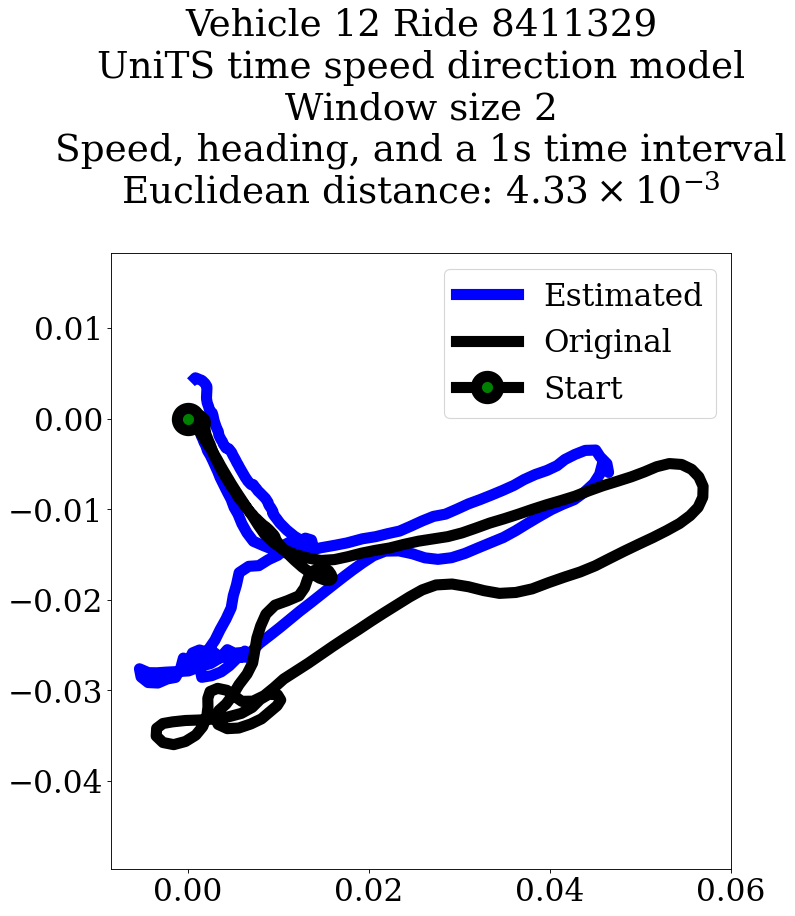 Vehicle 12 Ride 8411329
UniTS time speed direction model
Window size 2
Speed, heading, and a 1s time interval
Euclidean distance: 4.33 × 10⁻³
Estimated
Original
Start
0.01
0.00
−0.01
−0.02
−0.03
−0.04
0.00 0.02 0.04 0.06